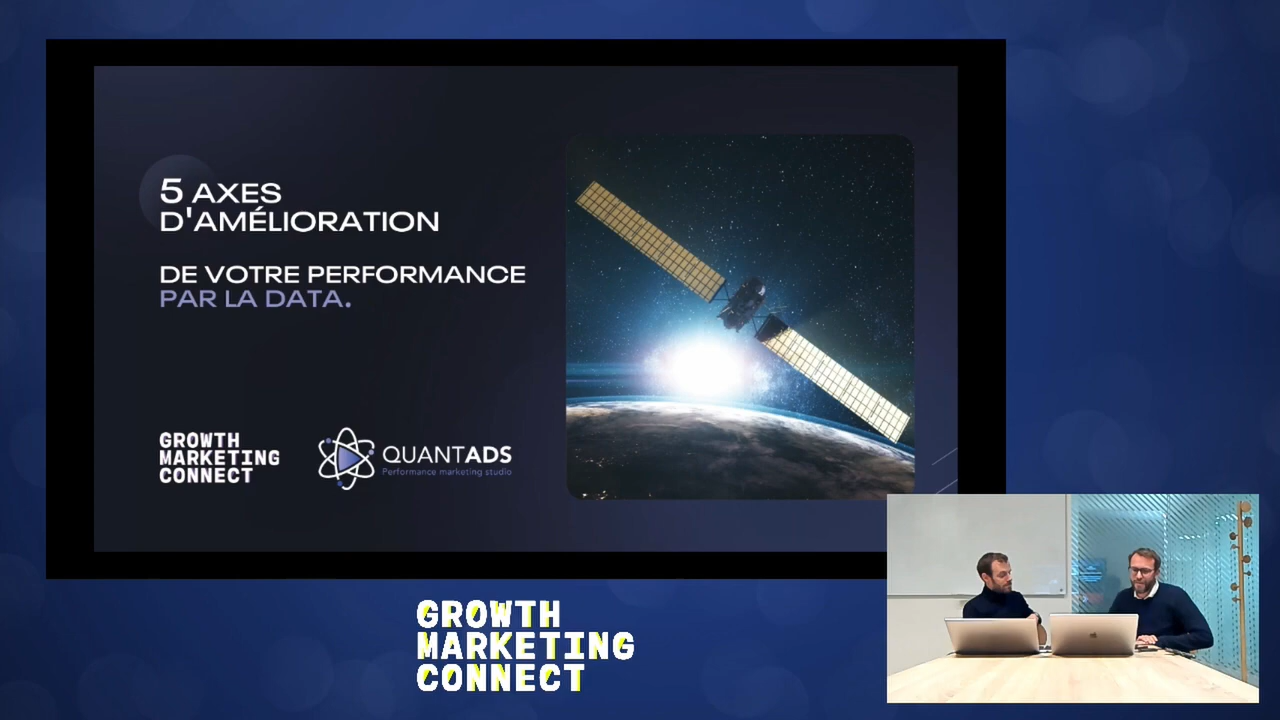 5 AXES
D'AMÉLIORATION
DE VOTRE PERFORMANCE
PAR LA DATA.
GROWTH
MARKETING
CONNECT
QUANTADS
Performance marketing studio
GROWTH
MARKETING
CONNECT